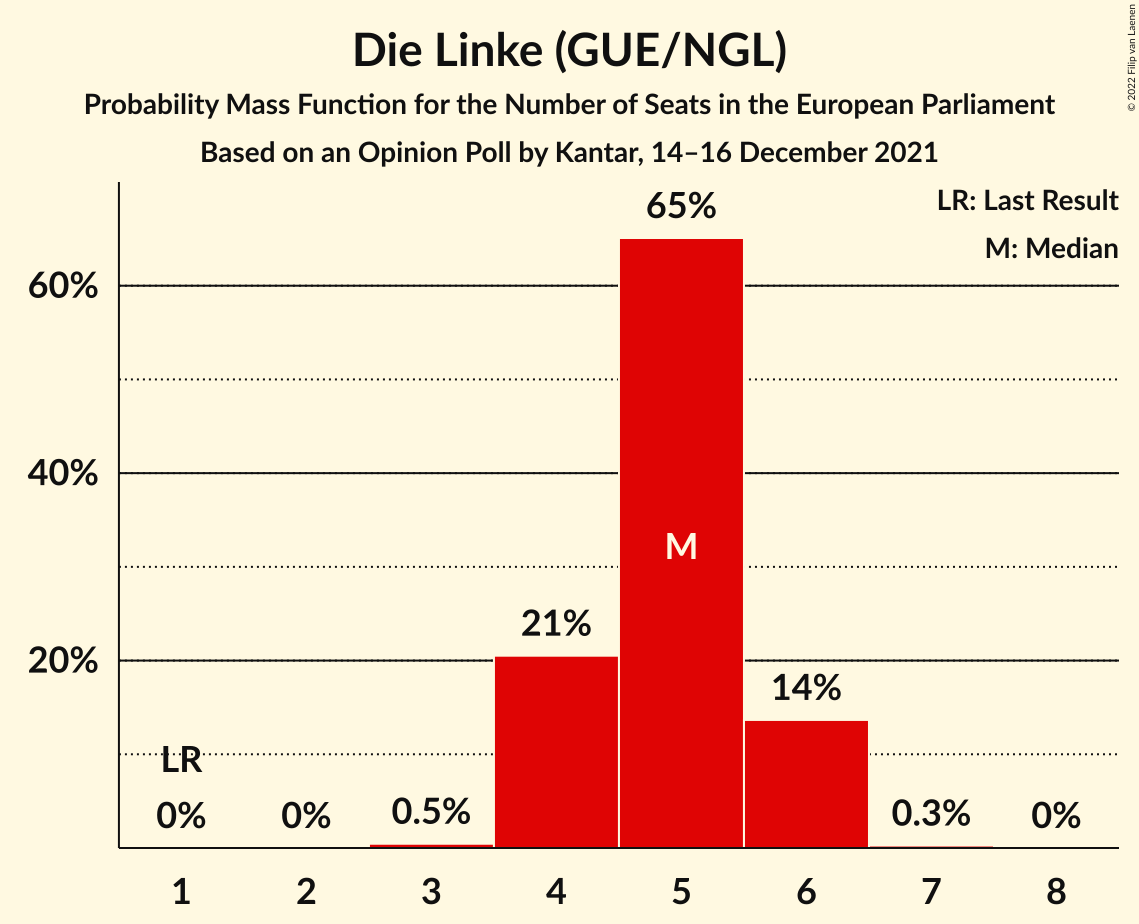 Die Linke (GUE/NGL)
Probability Mass Function for the Number of Seats in the European Parliament
Based on an Opinion Poll by Kantar, 14–16 December 2021
© 2022 Filip van Laenen
LR: Last Result
M: Median
65%
60%
40%
M
21%
20%
14%
LR
0%
0%
0.5%
0.3%
0%
1 2 3 4 5 6 7 8